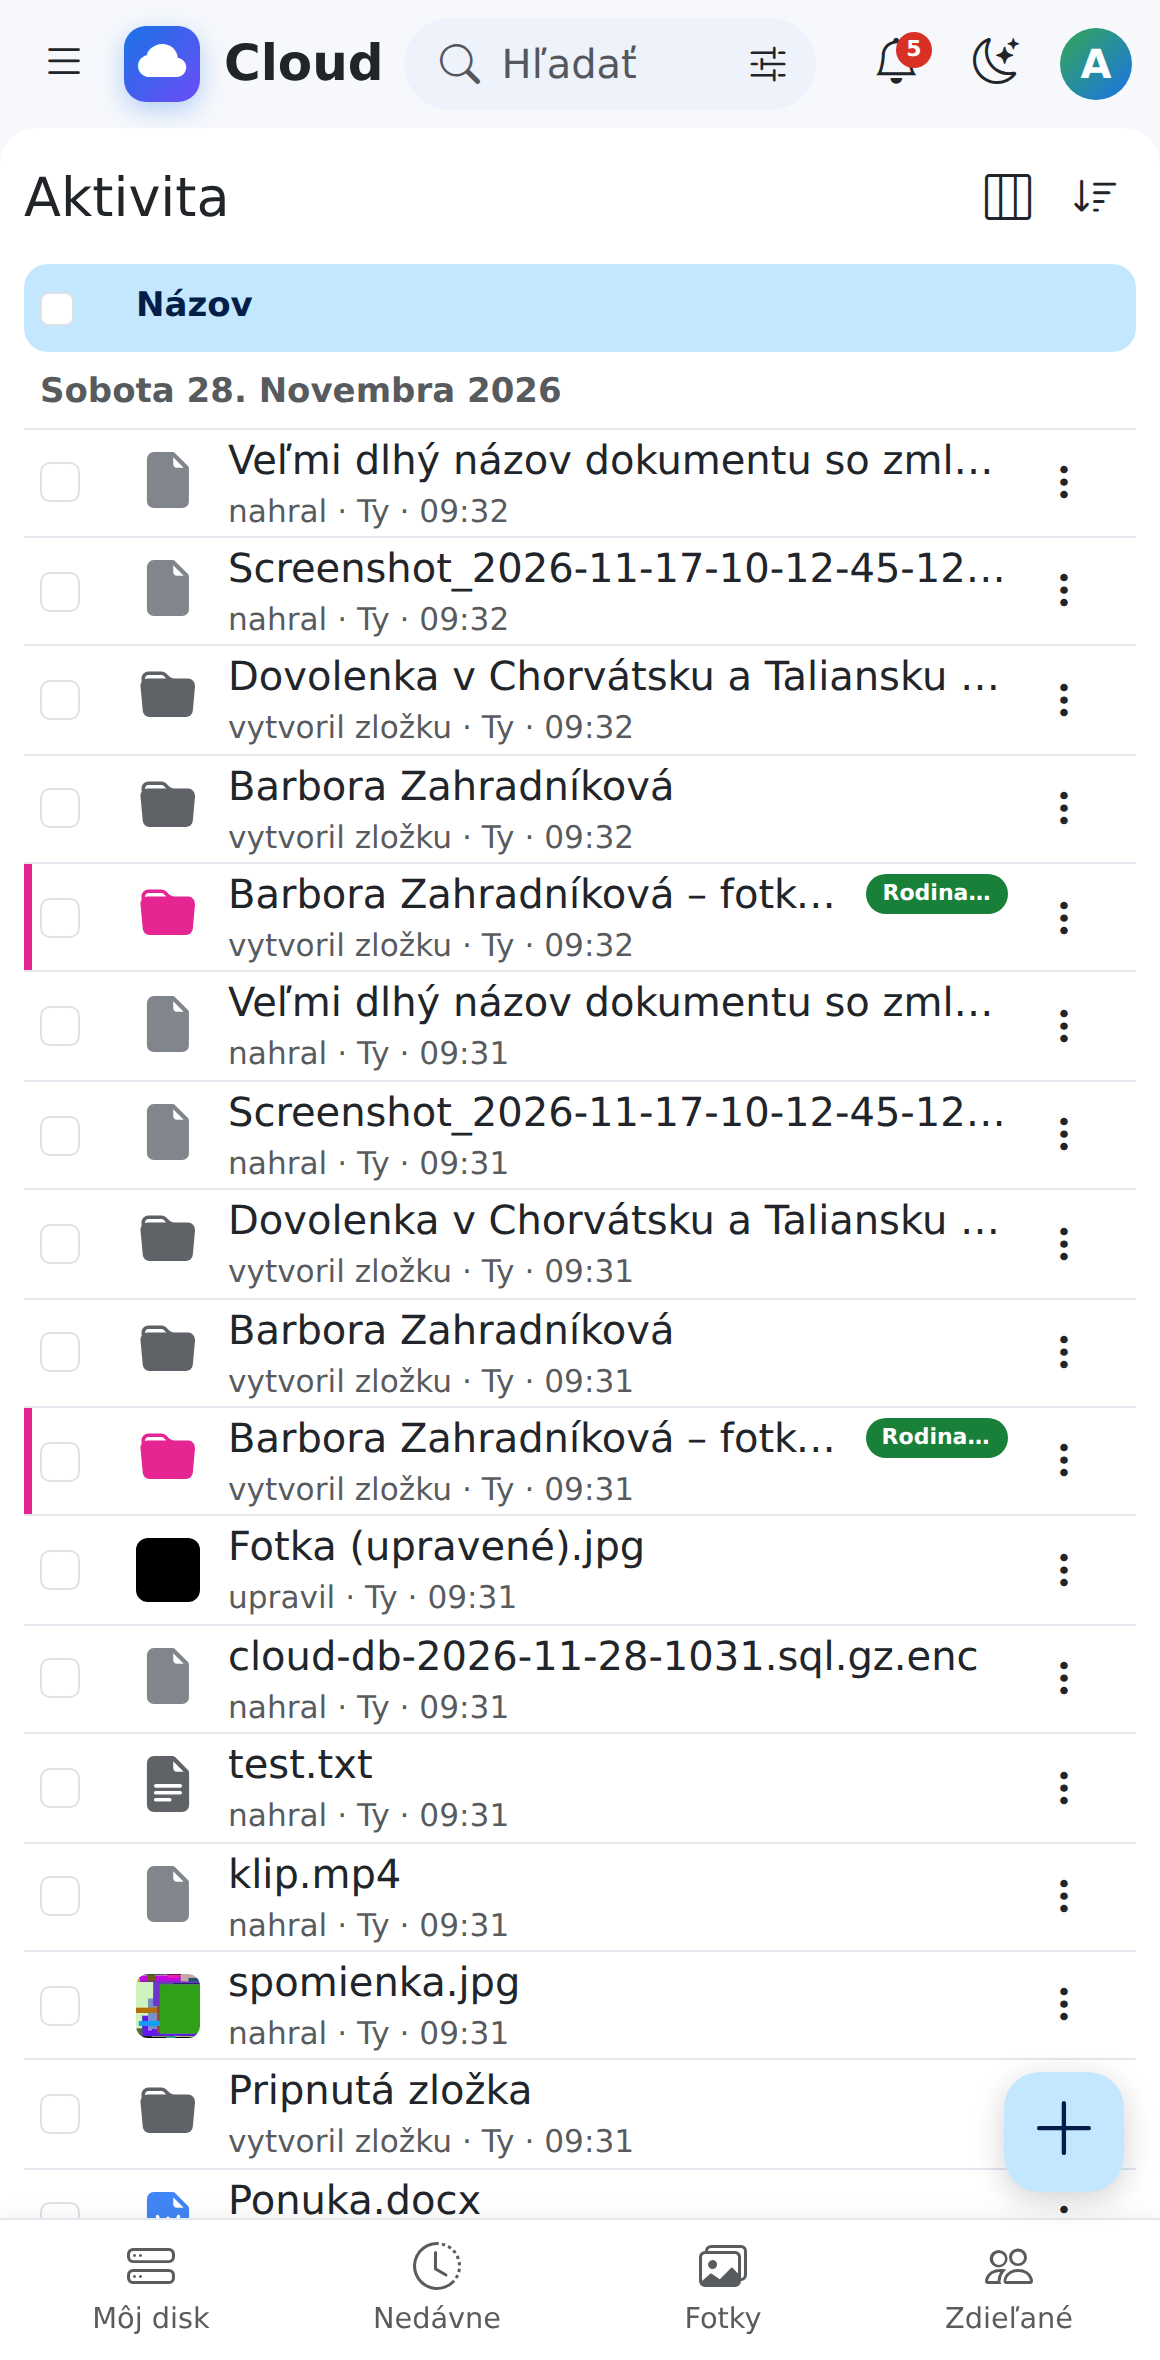 Cloud
Hľadať
5
A
Aktivita
Názov
Sobota 28. Novembra 2026
Veľmi dlhý názov dokumentu so zml...
nahral · Ty · 09:32
Screenshot_2026-11-17-10-12-45-12...
nahral · Ty · 09:32
Dovolenka v Chorvátsku a Taliansku ...
vytvoril zložku · Ty · 09:32
Barbora Zahradníková
vytvoril zložku · Ty · 09:32
Barbora Zahradníková – fotk... Rodina...
vytvoril zložku · Ty · 09:32
Veľmi dlhý názov dokumentu so zml...
nahral · Ty · 09:31
Screenshot_2026-11-17-10-12-45-12...
nahral · Ty · 09:31
Dovolenka v Chorvátsku a Taliansku ...
vytvoril zložku · Ty · 09:31
Barbora Zahradníková
vytvoril zložku · Ty · 09:31
Barbora Zahradníková – fotk... Rodina...
vytvoril zložku · Ty · 09:31
Fotka (upravené).jpg
upravil · Ty · 09:31
cloud-db-2026-11-28-1031.sql.gz.enc
nahral · Ty · 09:31
test.txt
nahral · Ty · 09:31
klip.mp4
nahral · Ty · 09:31
spomienka.jpg
nahral · Ty · 09:31
Pripnutá zložka
vytvoril zložku · Ty · 09:31
Ponuka.docx
Môj disk
Nedávne
Fotky
Zdieľané